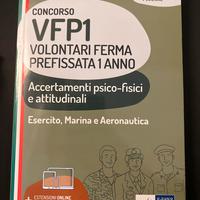 CONCORSO
VFP1
VOLONTARI FERMA
PREFISSATA 1 ANNO
Accertamenti psico-fisici
e attitudinali
Esercito, Marina e Aeronautica
ESTENSIONI ONLINE